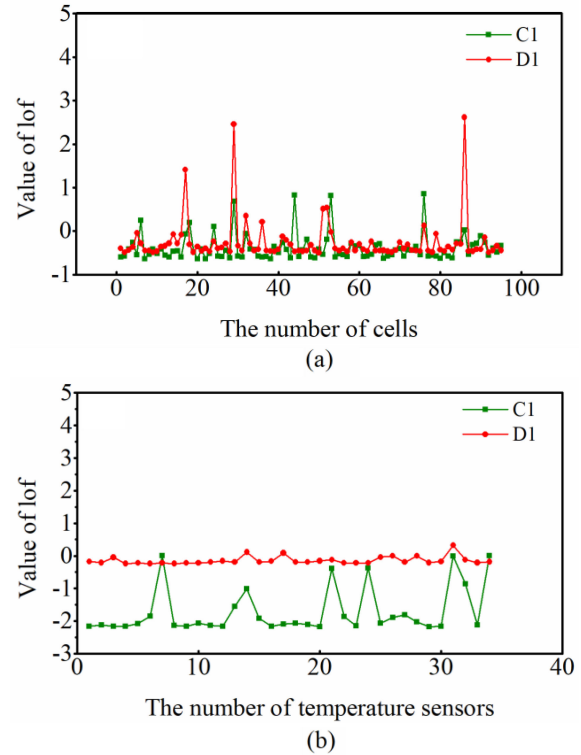 5
4
3
2
1
0
-1
Value of lof
C1
D1
0 20 40 60 80 100
The number of cells
(a)
5
4
3
2
1
0
-1
-2
-3
Value of lof
C1
D1
0 10 20 30 40
The number of temperature sensors
(b)